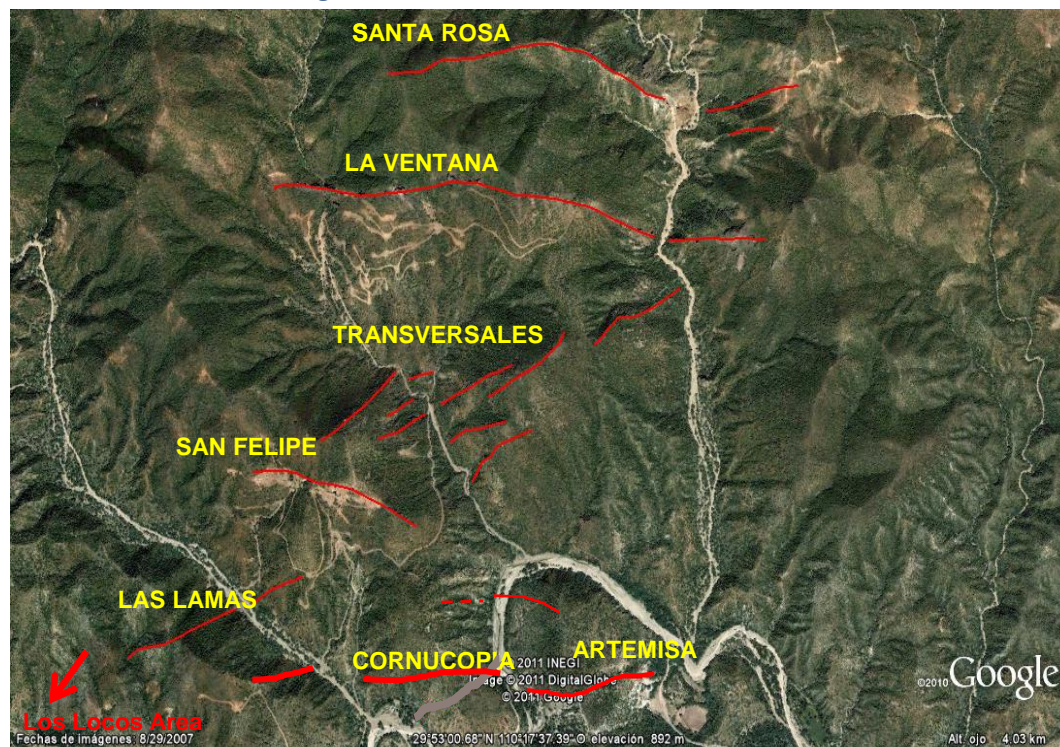 SANTA ROSA
LA VENTANA
TRANSVERSALES
SAN FELIPE
LAS LAMAS
CORNUCOPIA
ARTEMISA
© 2011 INEGI
Image © 2011 DigitalGlobe
© 2011 Google
©2010 Google
Los Locos Area
Fechas de imágenes: 8/29/2007
29°53'00.68" N 110°17'37.39" O elevación 892 m
Alt. ojo 4.03 km